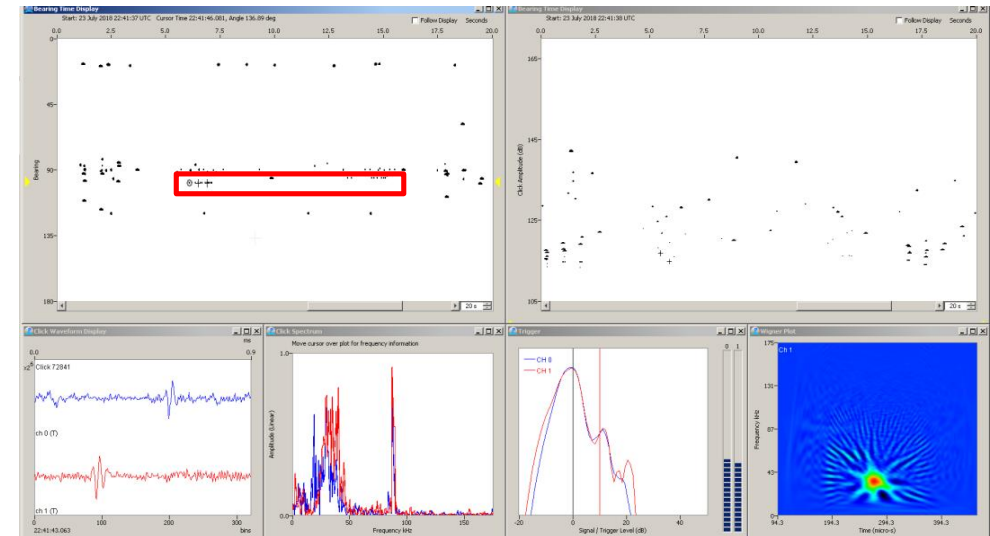 Bearing Time Display
Start: 23 July 2018 22:41:37 UTC Cursor Time 22:41:46.081, Angle 136.89 deg
Follow Display Seconds
0.0 2.5 5.0 7.5 10.0 12.5 15.0 17.5 20.0
0
45
90
135
180
Bearing
20 s
Bearing Time Display
Start: 23 July 2018 22:41:38 UTC
Follow Display Seconds
0.0 2.5 5.0 7.5 10.0 12.5 15.0 17.5 20.0
165
145
125
105
Click Amplitude (dB)
20 s
Click Waveform Display
ms
0.0 0.9
Click 72841
ch 0 (T)
ch 1 (T)
0 100 200 300
22:41:43.063 bins
Click Spectrum
Move cursor over plot for frequency information
1.0
0.0
Amplitude (Linear)
0 50 100 150
Frequency kHz
Trigger
CH 0
CH 1
0 1
-20 0 20 40
Signal / Trigger Level (dB)
Wigner Plot
Ch 1
175
131
87
43
0
Frequency kHz
94.3 194.3 294.3 394.3
Time (micro-s)